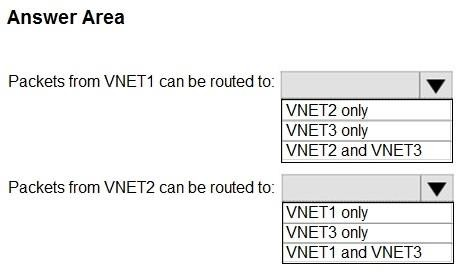 Answer Area
Packets from VNET1 can be routed to:
VNET2 only
VNET3 only
VNET2 and VNET3
Packets from VNET2 can be routed to:
VNET1 only
VNET3 only
VNET1 and VNET3